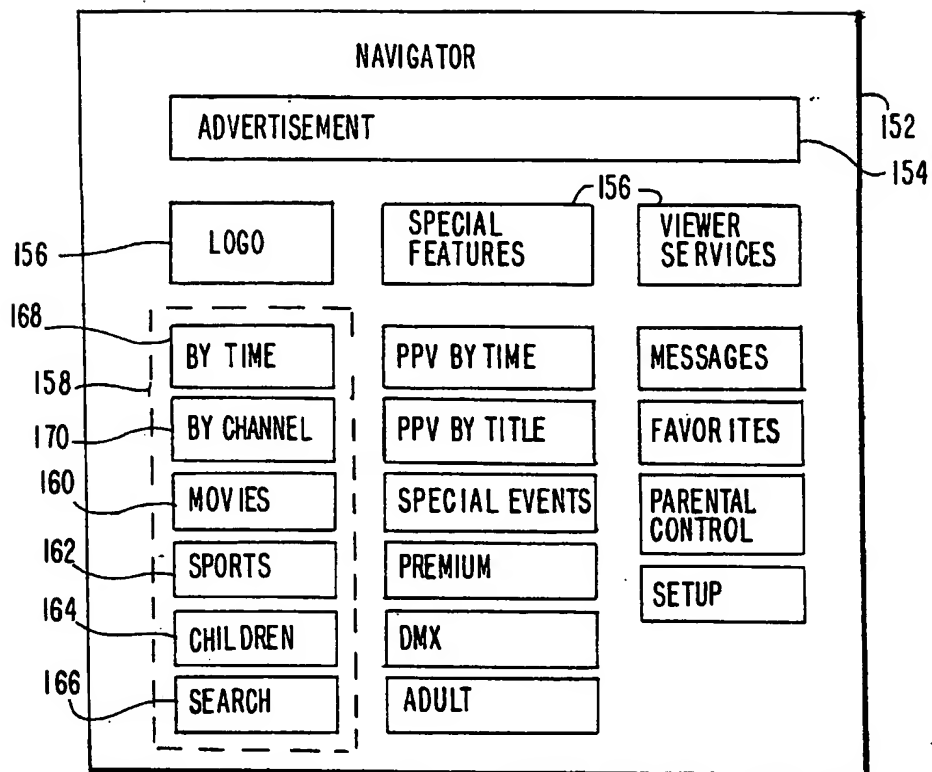 NAVIGATOR
ADVERTISEMENT
152
154
156
156
LOGO
SPECIAL
FEATURES
VIEWER
SERVICES
168
158
170
160
162
164
166
BY TIME
BY CHANNEL
MOVIES
SPORTS
CHILDREN
SEARCH
PPV BY TIME
PPV BY TITLE
SPECIAL EVENTS
PREMIUM
DMX
ADULT
MESSAGES
FAVORITES
PARENTAL
CONTROL
SETUP